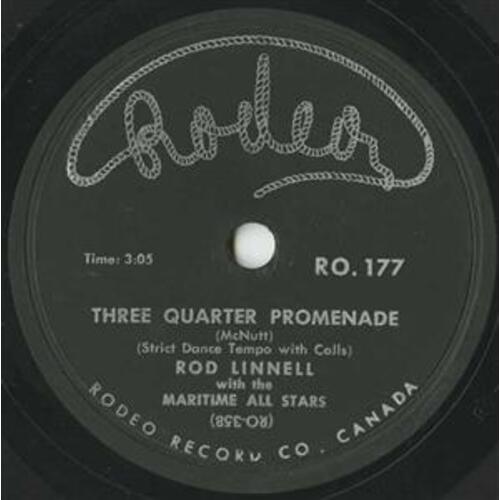 Rodeo
Time: 3:05
RO. 177
THREE QUARTER PROMENADE
(McNutt)
(Strict Dance Tempo with Calls)
ROD LINNELL
with the
MARITIME ALL STARS
(RO-358)
RODEO RECORD CO. CANADA